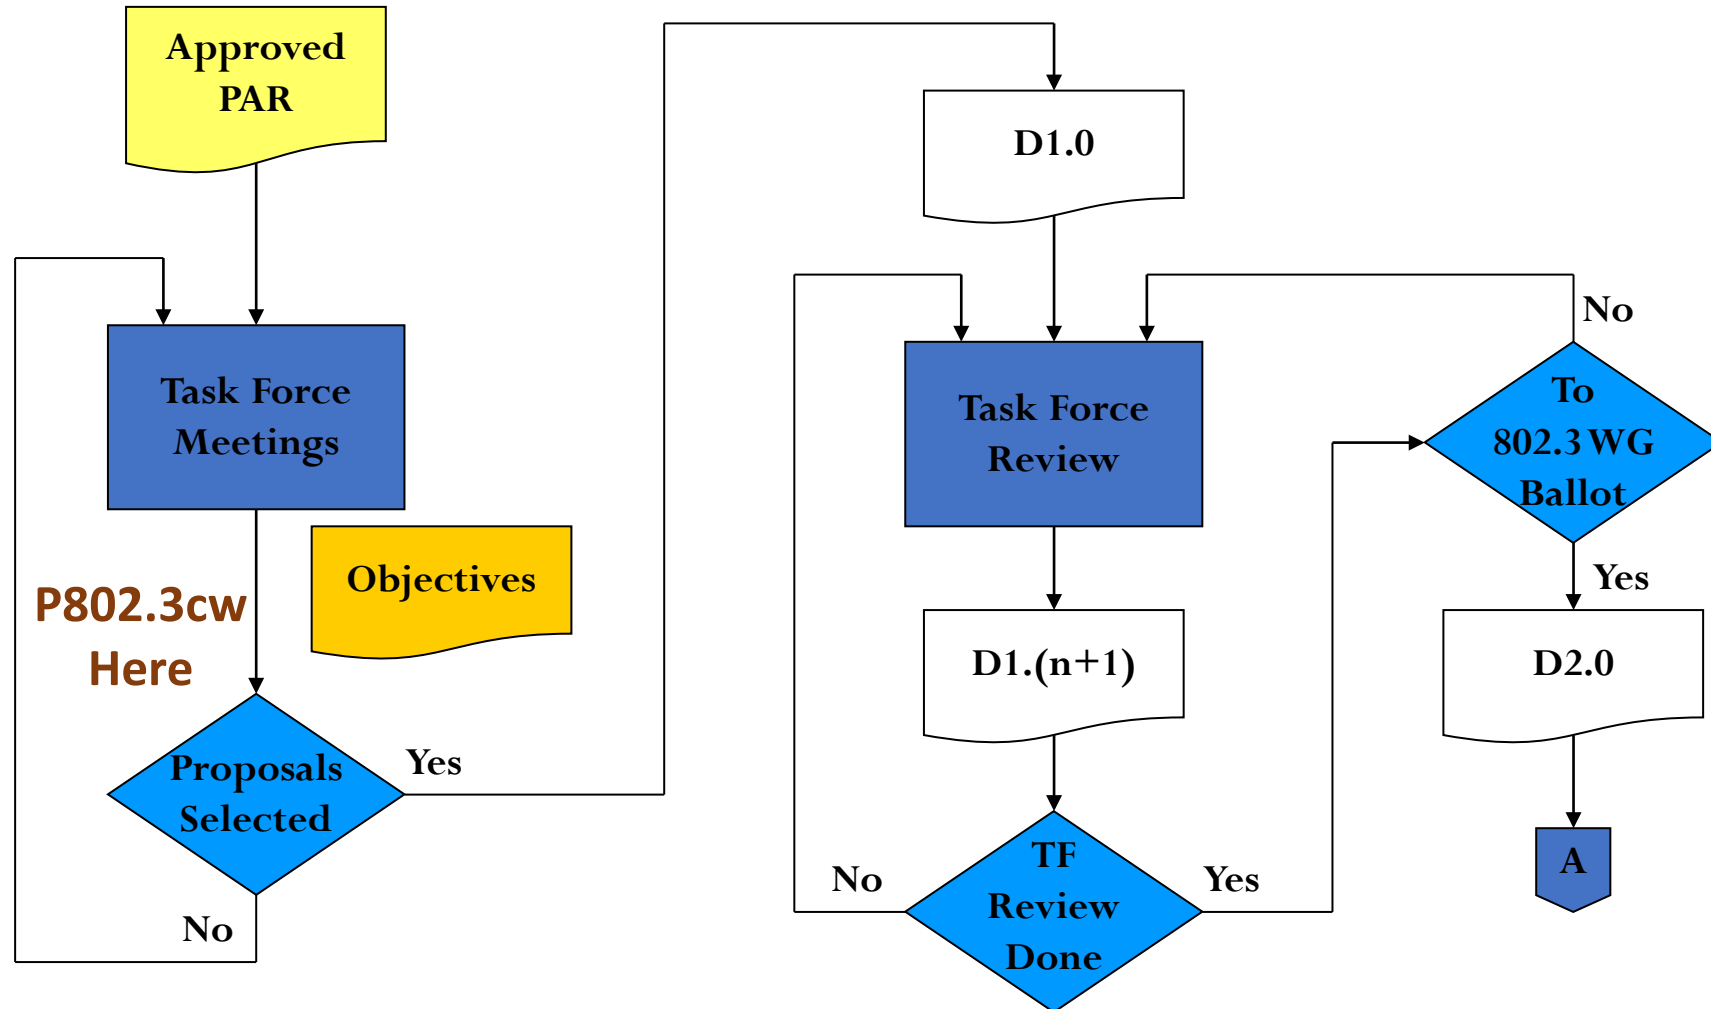 Approved
PAR
Task Force
Meetings
Objectives
P802.3cw
Here
Proposals
Selected
Yes
No
D1.0
Task Force
Review
D1.(n+1)
TF
Review
Done
No
Yes
To
802.3 WG
Ballot
No
Yes
D2.0
A